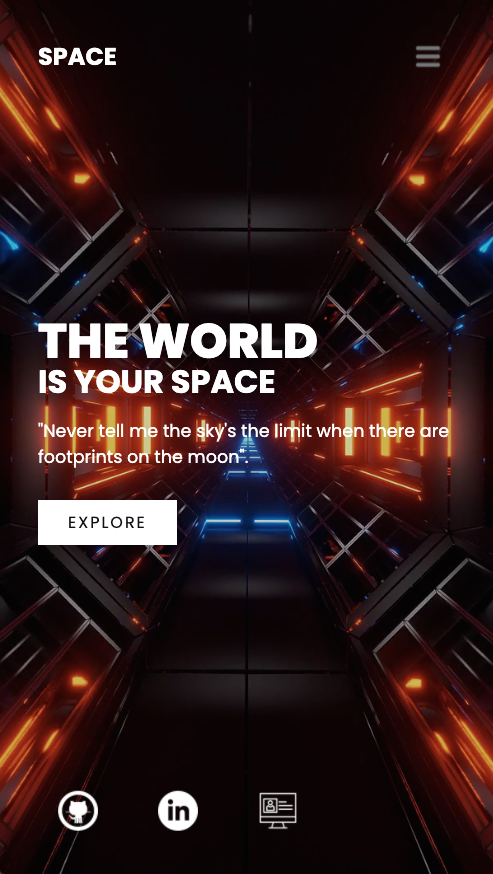 SPACE
THE WORLD
IS YOUR SPACE
"Never tell me the sky's the limit when there are
footprints on the moon".
EXPLORE
in